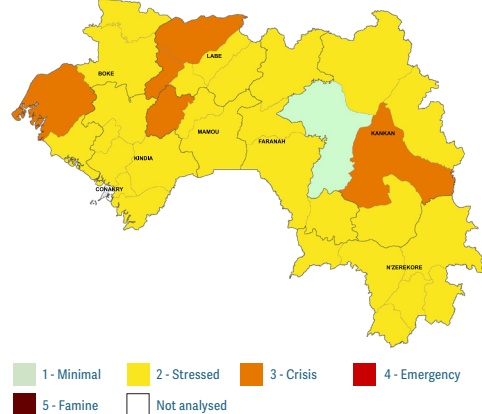 LABE
BOKE
MAMOU
KANKAN
FARANAH
KINDIA
CONAKRY
N'ZEREKORE
1 - Minimal
2 - Stressed
3 - Crisis
4 - Emergency
5 - Famine
Not analysed